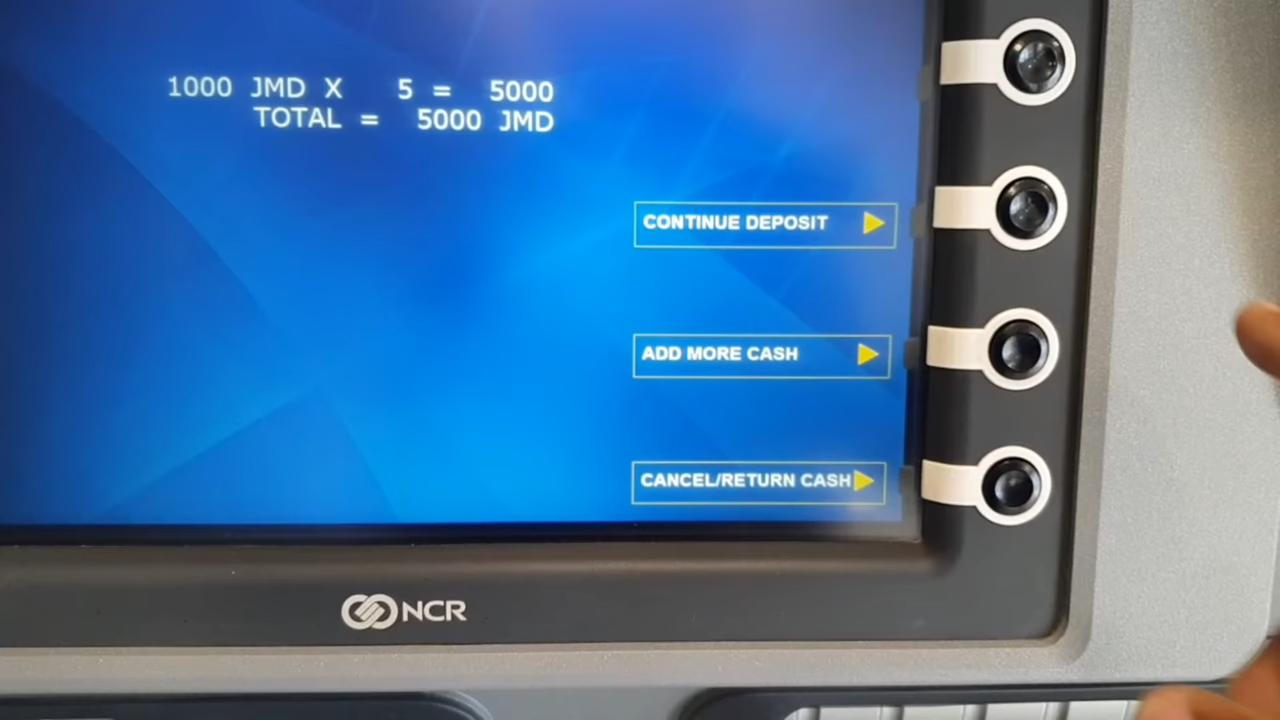 1000 JMD X 5 = 5000
TOTAL = 5000 JMD
CONTINUE DEPOSIT
ADD MORE CASH
CANCEL/RETURN CASH
NCR